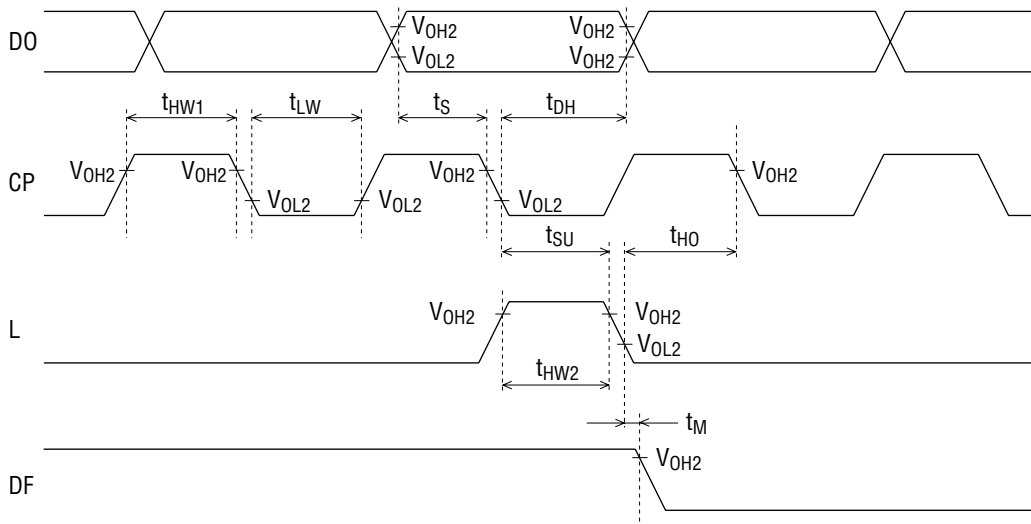 DO
VOH2
VOL2
VOH2
VOH2
tHW1
tLW
tS
tDH
CP
VOH2
VOH2
VOL2
VOL2
VOH2
VOL2
VOH2
tSU
tHO
L
VOH2
VOH2
VOL2
tHW2
tM
DF
VOH2